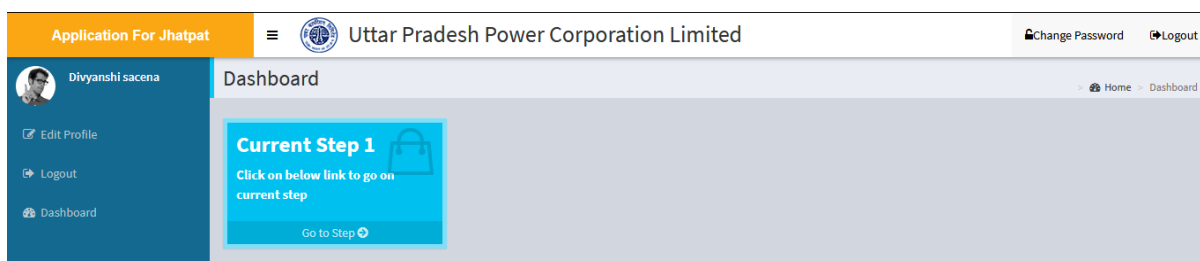 Application For Jhatpat
Uttar Pradesh Power Corporation Limited
Change Password
Logout
Divyanshi sacena
Dashboard
Home > Dashboard
Edit Profile
Logout
Dashboard
Current Step 1
Click on below link to go on
current step
Go to Step